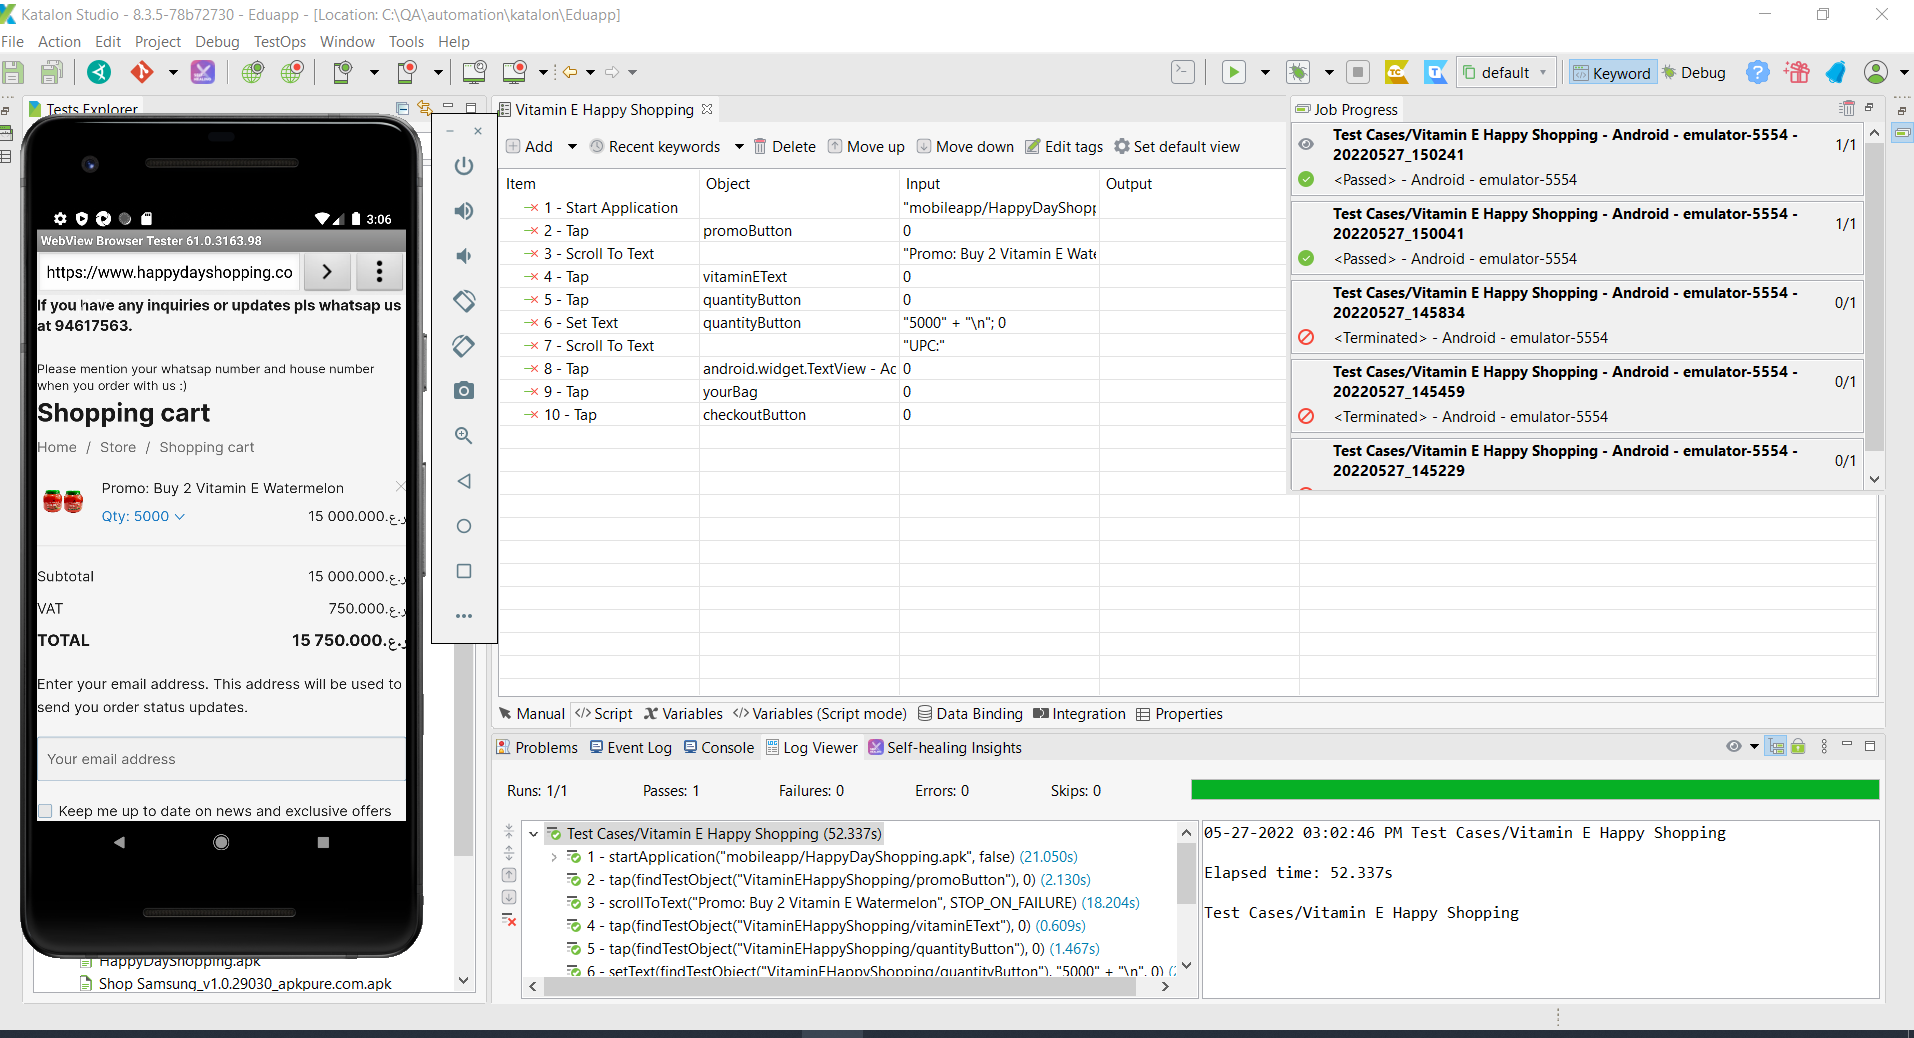 Katalon Studio - 8.3.5-78b72730 - Eduapp - [Location: C:\QA\automation\katalon\Eduapp]
File Action Edit Project Debug TestOps Window Tools Help
default
Keyword
Debug
Tests Explorer
3:06
WebView Browser Tester 61.0.3163.98
https://www.happydayshopping.co
If you have any inquiries or updates pls whatsap us
at 94617563.
Please mention your whatsap number and house number
when you order with us :)
Shopping cart
Home / Store / Shopping cart
Promo: Buy 2 Vitamin E Watermelon
Qty: 5000
15 000.000ر.ع.
Subtotal 15 000.000ر.ع.
VAT 750.000ر.ع.
TOTAL 15 750.000ر.ع.
Enter your email address. This address will be used to
send you order status updates.
Your email address
Keep me up to date on news and exclusive offers
HappyDayShopping.apk
Shop Samsung_v1.0.29030_apkpure.com.apk
Vitamin E Happy Shopping
Add Recent keywords Delete Move up Move down Edit tags Set default view
Item Object Input Output
1 - Start Application "mobileapp/HappyDayShopp
2 - Tap promoButton 0
3 - Scroll To Text "Promo: Buy 2 Vitamin E Wate
4 - Tap vitaminEText 0
5 - Tap quantityButton 0
6 - Set Text quantityButton "5000" + "\n"; 0
7 - Scroll To Text "UPC:"
8 - Tap android.widget.TextView - Ac 0
9 - Tap yourBag 0
10 - Tap checkoutButton 0
Manual Script Variables Variables (Script mode) Data Binding Integration Properties
Job Progress
Test Cases/Vitamin E Happy Shopping - Android - emulator-5554 -
20220527_150241
1/1
<Passed> - Android - emulator-5554
Test Cases/Vitamin E Happy Shopping - Android - emulator-5554 -
20220527_150041
1/1
<Passed> - Android - emulator-5554
Test Cases/Vitamin E Happy Shopping - Android - emulator-5554 -
20220527_145834
0/1
<Terminated> - Android - emulator-5554
Test Cases/Vitamin E Happy Shopping - Android - emulator-5554 -
20220527_145459
0/1
<Terminated> - Android - emulator-5554
Test Cases/Vitamin E Happy Shopping - Android - emulator-5554 -
20220527_145229
0/1
Problems Event Log Console Log Viewer Self-healing Insights
Runs: 1/1 Passes: 1 Failures: 0 Errors: 0 Skips: 0
Test Cases/Vitamin E Happy Shopping (52.337s)
1 - startApplication("mobileapp/HappyDayShopping.apk", false) (21.050s)
2 - tap(findTestObject("VitaminEHappyShopping/promoButton"), 0) (2.130s)
3 - scrollToText("Promo: Buy 2 Vitamin E Watermelon", STOP_ON_FAILURE) (18.204s)
4 - tap(findTestObject("VitaminEHappyShopping/vitaminEText"), 0) (0.609s)
5 - tap(findTestObject("VitaminEHappyShopping/quantityButton"), 0) (1.467s)
6 - setText(findTestObject("VitaminEHappyShopping/quantityButton"), "5000" + "\n", 0) (2
05-27-2022 03:02:46 PM Test Cases/Vitamin E Happy Shopping
Elapsed time: 52.337s
Test Cases/Vitamin E Happy Shopping